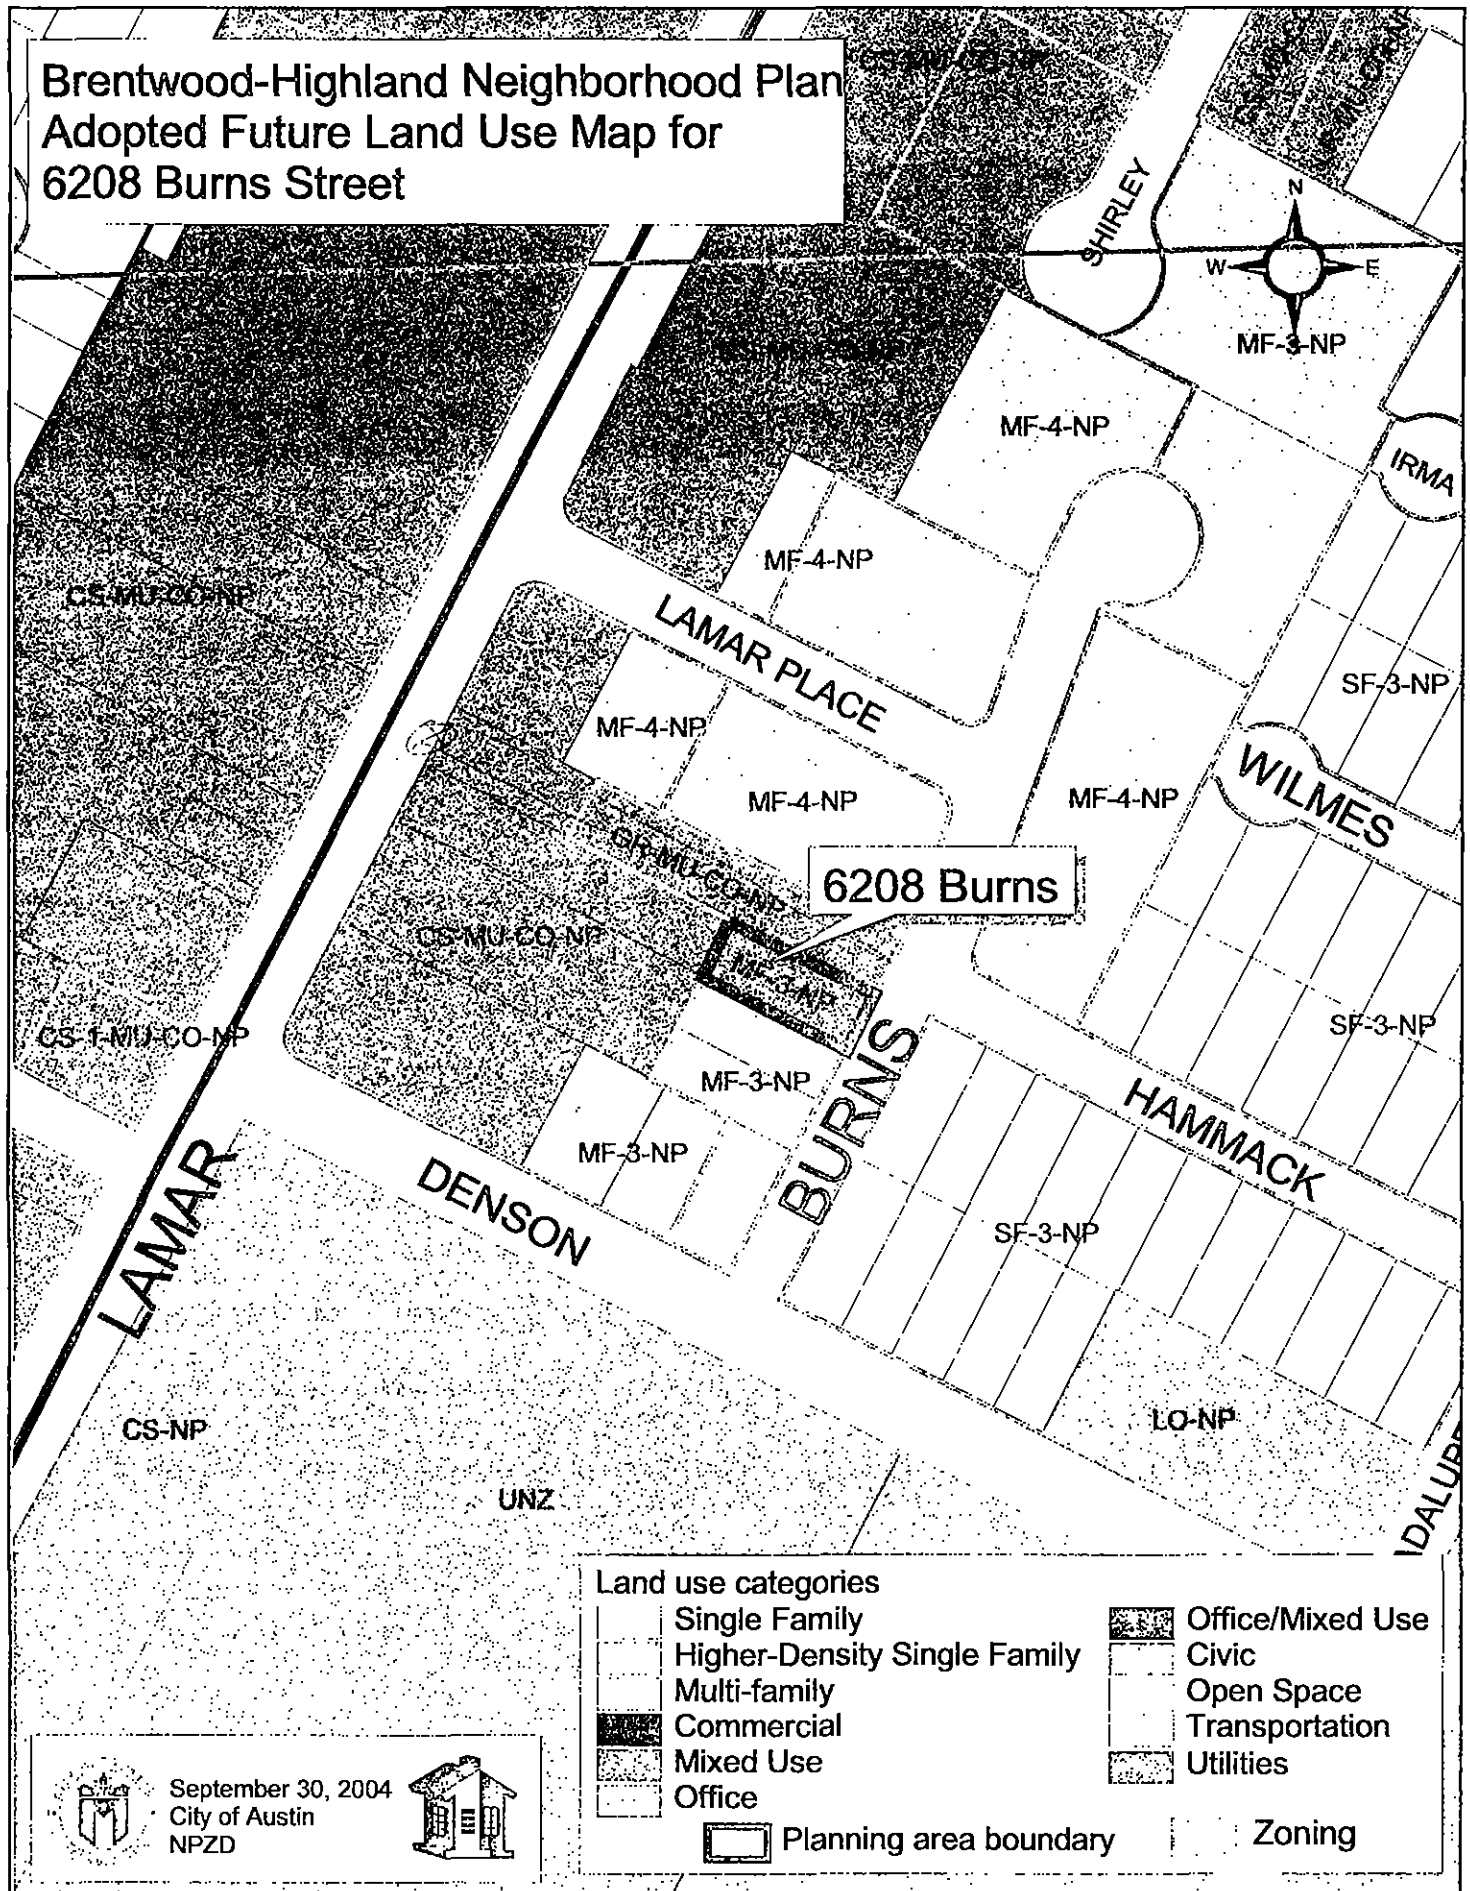 Brentwood-Highland Neighborhood Plan
Adopted Future Land Use Map for
6208 Burns Street
CS-MU-CO-NP
SHIRLEY
N
W
E
MF-3-NP
MF-4-NP
IRMA
MF-4-NP
CS-MU-CO-NP
LAMAR PLACE
SF-3-NP
MF-4-NP
WILMES
MF-4-NP
MF-4-NP
GR-MU-CO-NP
6208 Burns
CS-MU-CO-NP
MF-3-NP
SF-3-NP
CS-1-MU-CO-NP
BURNS
MF-3-NP
HAMMACK
MF-3-NP
LAMAR
DENSON
SF-3-NP
LO-NP
CS-NP
UNZ
IDALUPE
Land use categories
Single Family
Higher-Density Single Family
Multi-family
Commercial
Mixed Use
Office
Office/Mixed Use
Civic
Open Space
Transportation
Utilities
Planning area boundary
Zoning
September 30, 2004
City of Austin
NPZD